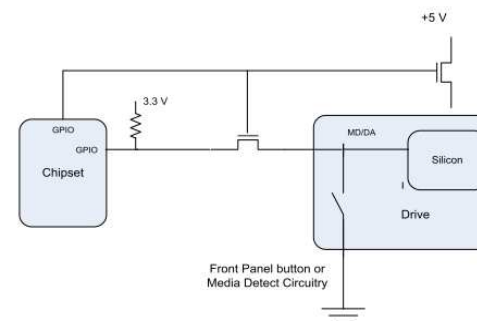 +5 V
3.3 V
GPIO
GPIO
Chipset
MD/DA
Silicon
Drive
Front Panel button or
Media Detect Circuitry